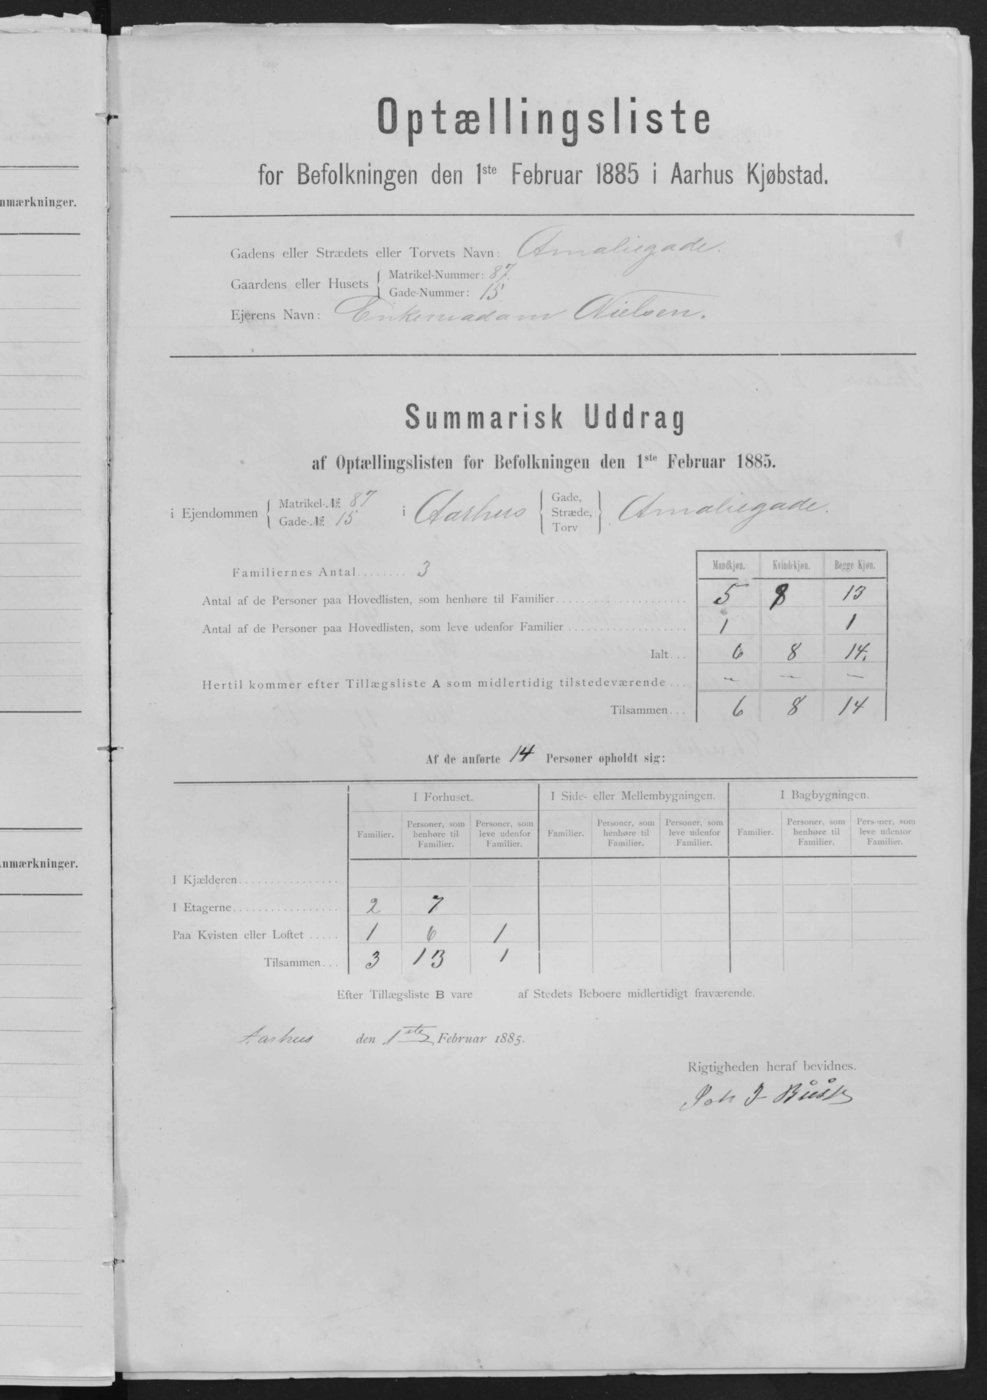 nmærkninger.
nmærkninger.
Optællingsliste
for Befolkningen den 1ste Februar 1885 i Aarhus Kjøbstad.
Gadens eller Strædets eller Torvets Navn: Amaliegade.
Gaardens eller Husets { Matrikel-Nummer: 87.
Gade-Nummer: 15
Ejerens Navn: Enkemadam Nielsen.
Summarisk Uddrag
af Optællingslisten for Befolkningen den 1ste Februar 1885.
i Ejendommen { Matrikel-№ 87
Gade-№ 15
i Aarhus { Gade,
Stræde,
Torv } Amaliegade.
Mandkjøn. Kvindekjøn. Begge Kjøn.
Familiernes Antal........ 3
Antal af de Personer paa Hovedlisten, som henhøre til Familier.................... 5 8 13
Antal af de Personer paa Hovedlisten, som leve udenfor Familier.................. 1 1
Ialt... 6 8 14.
Hertil kommer efter Tillægsliste A som midlertidig tilstedeværende... — — —
Tilsammen... 6 8 14
Af de anførte 14 Personer opholdt sig:
I Forhuset. I Side- eller Mellembygningen. I Bagbygningen.
Familier. Personer, som henhøre til Familier. Personer, som leve udenfor Familier. Familier. Personer, som henhøre til Familier. Personer, som leve udenfor Familier. Familier. Personer, som henhøre til Familier. Personer, som leve udenfor Familier.
I Kjælderen...............
I Etagerne................ 2 7
Paa Kvisten eller Loftet..... 1 6 1
Tilsammen... 3 13 1
Efter Tillægsliste B vare af Stedets Beboere midlertidigt fraværende.
Aarhus den 1ste Februar 1885.
Rigtigheden heraf bevidnes.